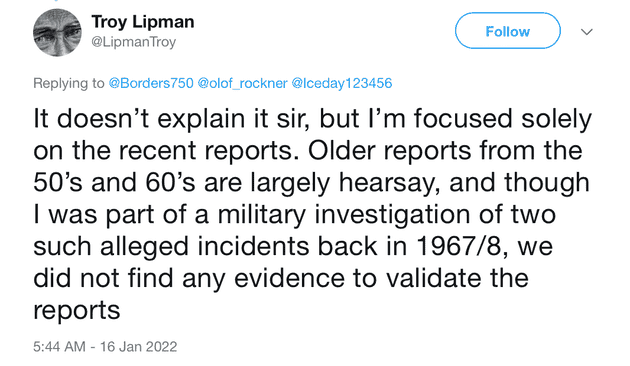 Troy Lipman
@LipmanTroy
Follow
Replying to @Borders750 @olof_rockner @Iceday123456
It doesn’t explain it sir, but I’m focused solely
on the recent reports. Older reports from the
50’s and 60’s are largely hearsay, and though
I was part of a military investigation of two
such alleged incidents back in 1967/8, we
did not find any evidence to validate the
reports
5:44 AM - 16 Jan 2022